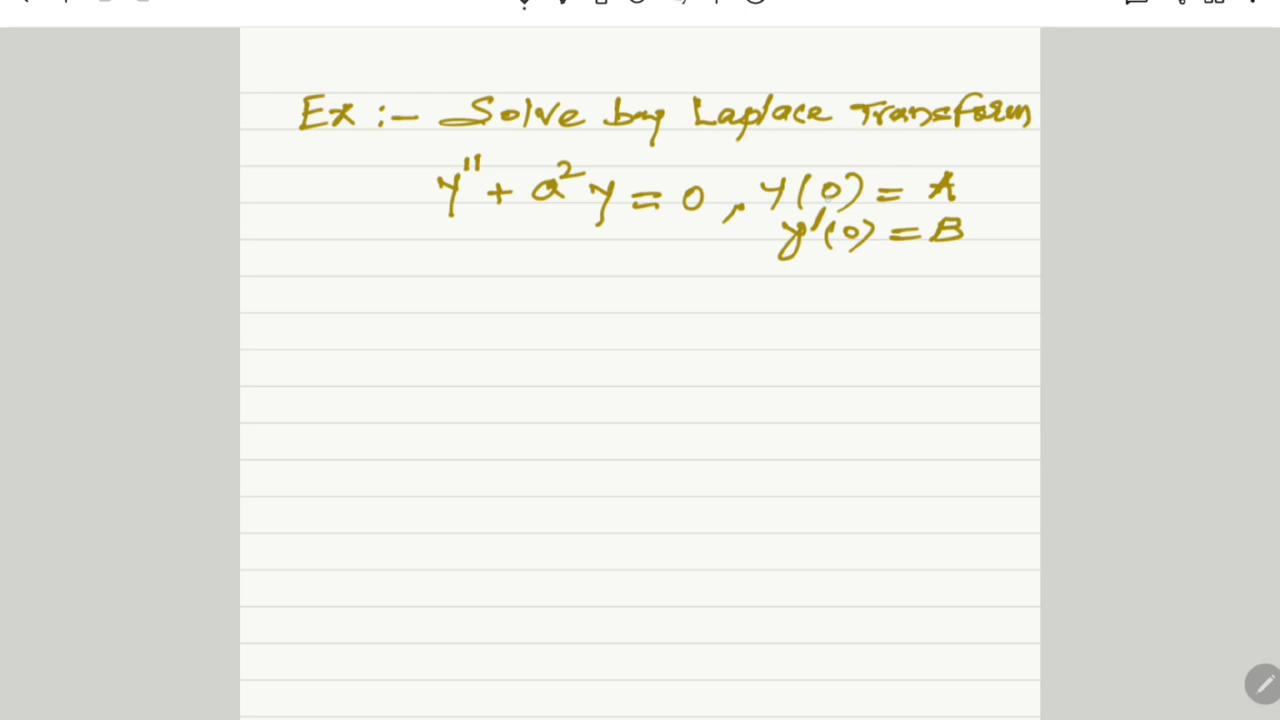 Ex :- Solve by Laplace Transform
y'' + a²y = 0, y(0) = A
y'(0) = B